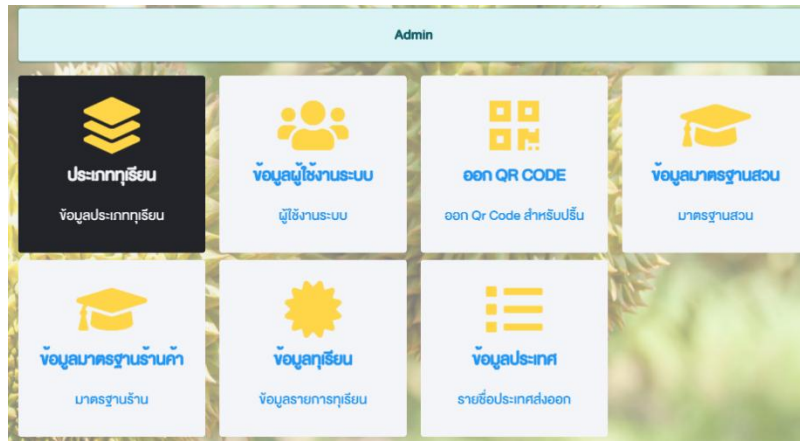 Admin
ประเภททุเรียน
ข้อมูลประเภททุเรียน
ข้อมูลผู้ใช้งานระบบ
ผู้ใช้งานระบบ
ออก QR CODE
ออก Qr Code สำหรับปริ้น
ข้อมูลมาตรฐานสวน
มาตรฐานสวน
ข้อมูลมาตรฐานร้านค้า
มาตรฐานร้าน
ข้อมูลทุเรียน
ข้อมูลรายการทุเรียน
ข้อมูลประเทศ
รายชื่อประเทศส่งออก